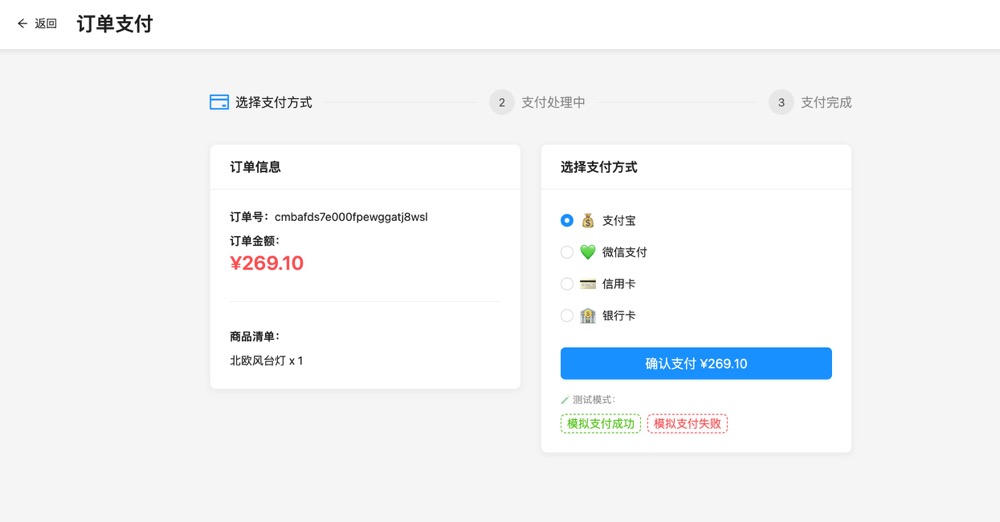 返回 订单支付
选择支付方式 2 支付处理中 3 支付完成
订单信息
订单号: cmbafds7e000fpewggatj8wsl
订单金额:
¥269.10
商品清单:
北欧风台灯 x 1
选择支付方式
支付宝
微信支付
信用卡
银行卡
确认支付 ¥269.10
测试模式:
模拟支付成功 模拟支付失败